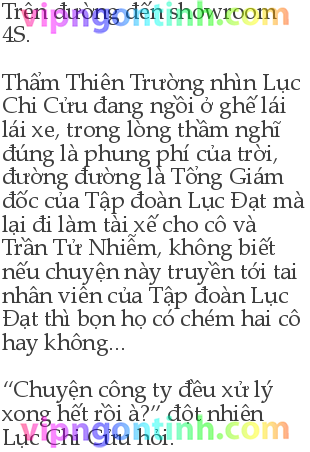 Trên đường đến showroom
4S.
Thẩm Thiên Trường nhìn Lục
Chi Cửu đang ngồi ở ghế lái
lái xe, trong lòng thầm nghĩ
đúng là phung phí của trời,
đường đường là Tổng Giám
đốc của Tập đoàn Lục Đạt mà
lại đi làm tài xế cho cô và
Trần Tử Nhiễm, không biết
nếu chuyện này truyền tới tai
nhân viên của Tập đoàn Lục
Đạt thì bọn họ có chém hai cô
hay không...
“Chuyện công ty đều xử lý
xong hết rồi à?” đột nhiên
Lục Chi Cửu hỏi.
vipngontinh.com
vipngontinh.com